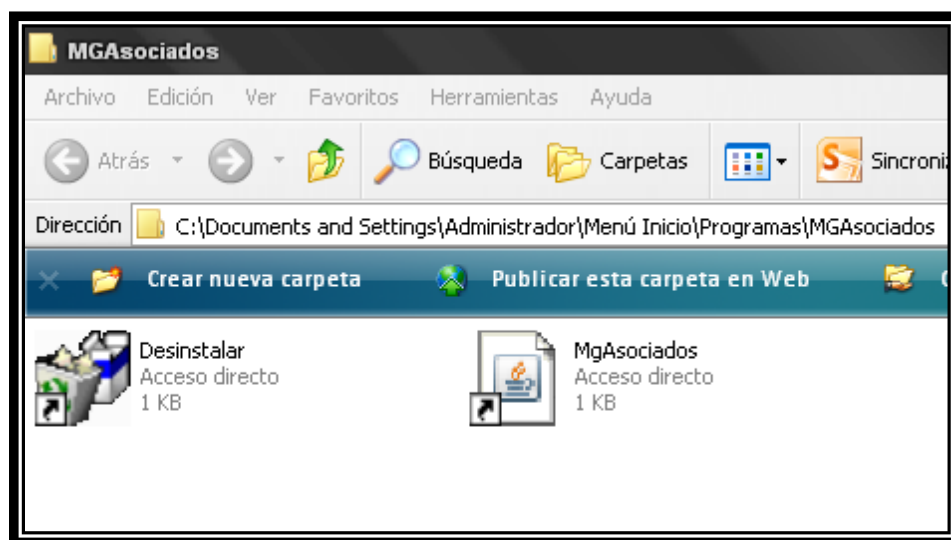 MGAsociados
Archivo Edición Ver Favoritos Herramientas Ayuda
Atrás Búsqueda Carpetas Sincroni
Dirección C:\Documents and Settings\Administrador\Menú Inicio\Programas\MGAsociados
Crear nueva carpeta Publicar esta carpeta en Web
Desinstalar
Acceso directo
1 KB
MgAsociados
Acceso directo
1 KB